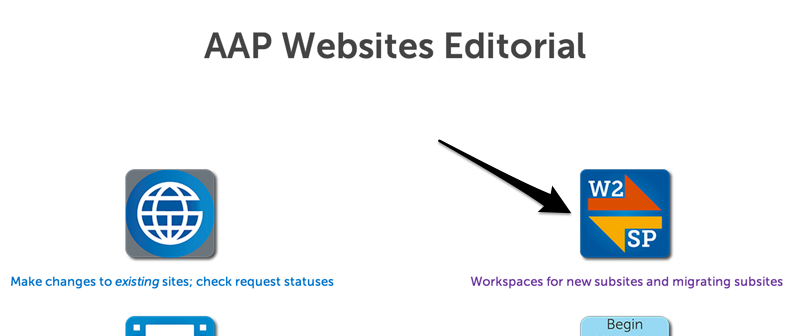 AAP Websites Editorial
W2
SP
Make changes to existing sites; check request statuses
Workspaces for new subsites and migrating subsites
Begin